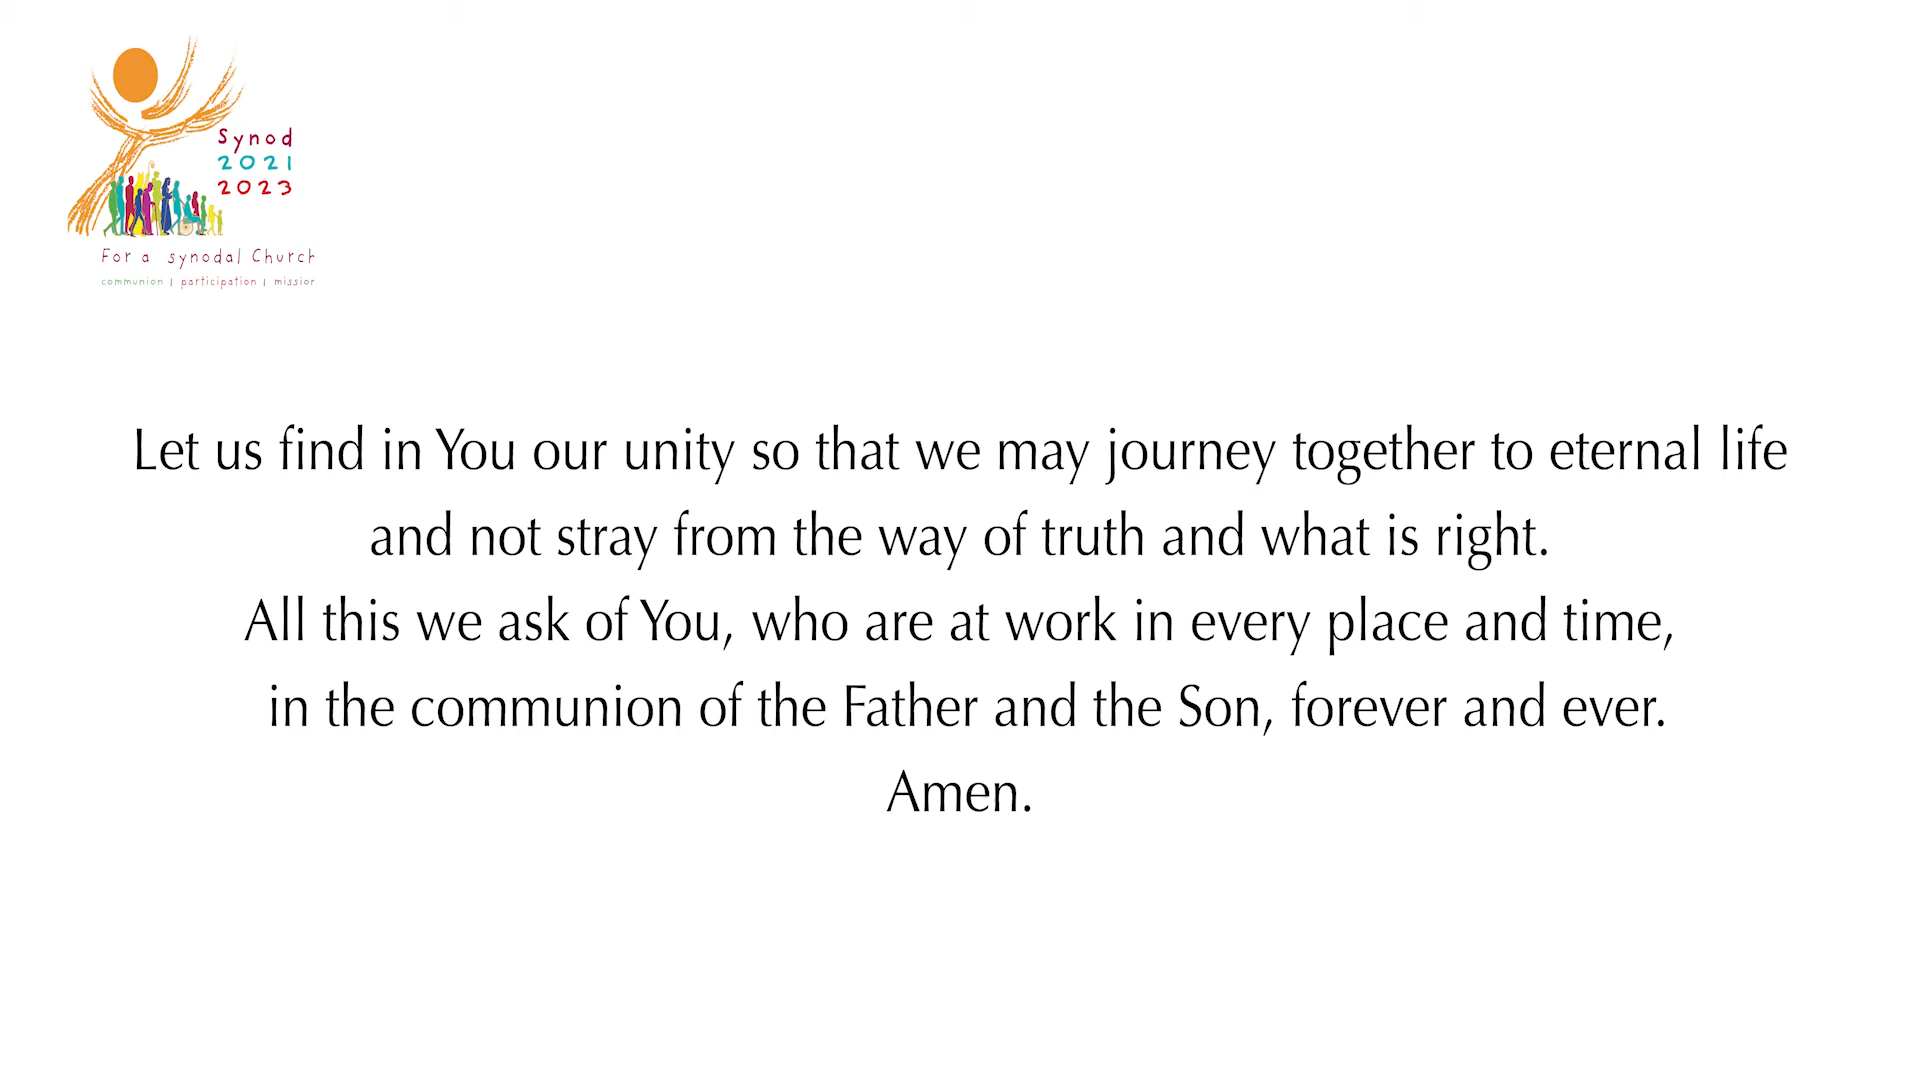 Synod
2021
2023
For a synodal Church
communion | participation | mission
Let us find in You our unity so that we may journey together to eternal life
and not stray from the way of truth and what is right.
All this we ask of You, who are at work in every place and time,
in the communion of the Father and the Son, forever and ever.
Amen.